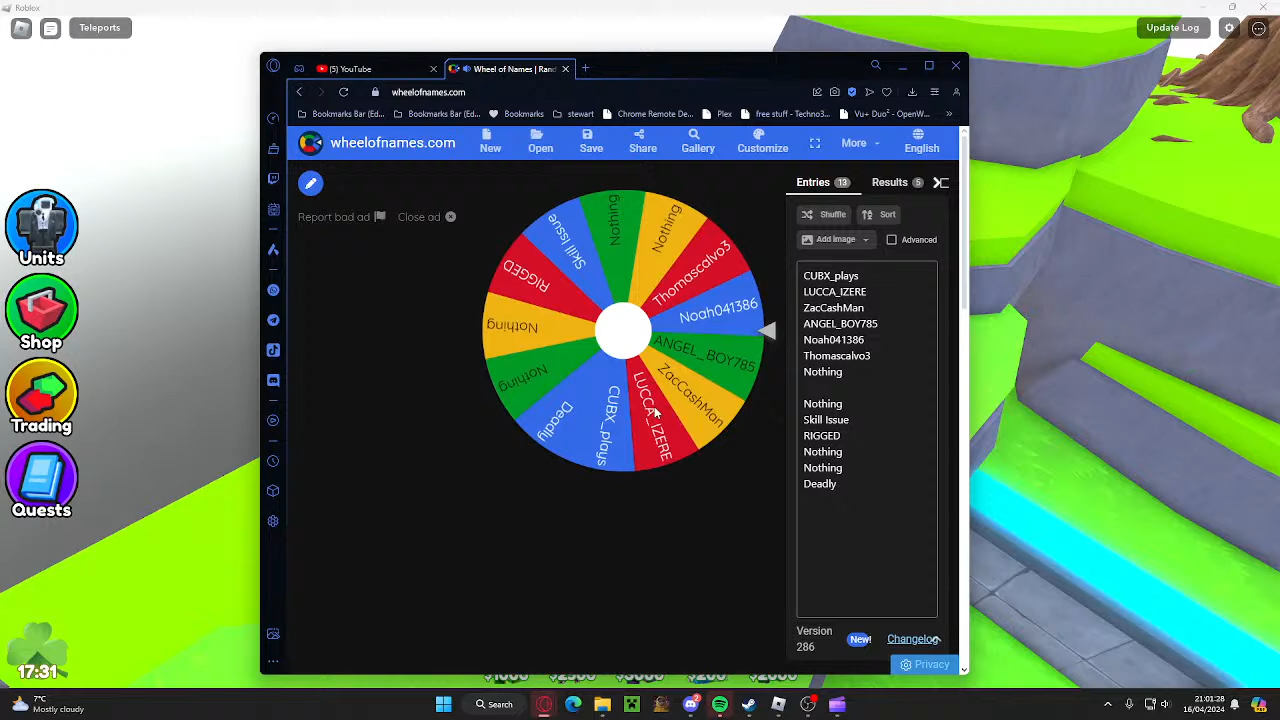 Roblox
Teleports
Update Log
Units
Shop
Trading
Quests
17:31
(5) YouTube
Wheel of Names | Rand
wheelofnames.com
Bookmarks Bar (Ed...
Bookmarks Bar (Ed...
Bookmarks
stewart
Chrome Remote De...
Plex
free stuff - Techno3...
Vu+ Duo² - OpenW...
»
wheelofnames.com
New
Open
Save
Share
Gallery
Customize
More
English
Report bad ad
Close ad
Nothing
Nothing
Thomascalvo3
Noah041386
ANGEL_BOY785
ZacCashMan
LUCCA_IZERE
CUBX_plays
Deadly
Nothing
Nothing
RIGGED
Skill Issue
Entries 13
Results 5
Shuffle
Sort
Add Image
Advanced
CUBX_plays
LUCCA_IZERE
ZacCashMan
ANGEL_BOY785
Noah041386
Thomascalvo3
Nothing
Nothing
Skill Issue
RIGGED
Nothing
Nothing
Deadly
Version
286
New!
Changelog
Privacy
7°C
Mostly cloudy
Search
2
21:01:28
16/04/2024